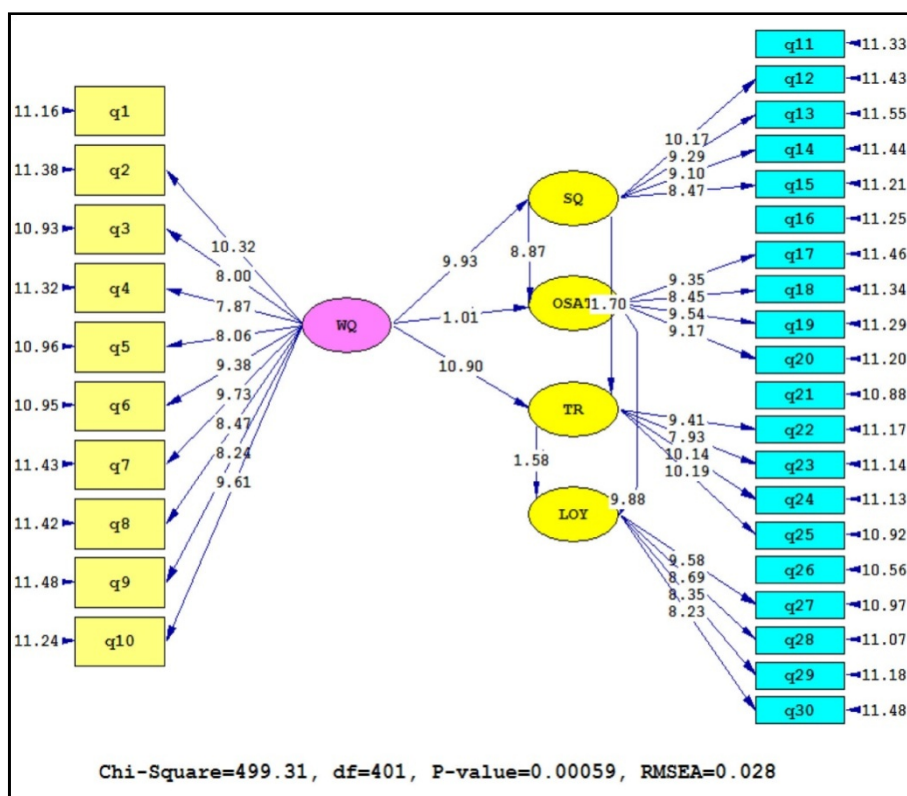 11.16 q1
11.38 q2
10.93 q3
11.32 q4
10.96 q5
10.95 q6
11.43 q7
11.42 q8
11.48 q9
11.24 q10
10.32
8.00
7.87
8.06
9.38
9.73
8.47
8.24
9.61
WQ
9.93
1.01
10.90
SQ
8.87
OSAT
1.70
TR
1.58
LOY
9.88
10.17
9.29
9.10
8.47
9.35
8.45
9.54
9.17
9.41
7.93
10.14
10.19
9.58
8.69
8.35
8.23
q11 11.33
q12 11.43
q13 11.55
q14 11.44
q15 11.21
q16 11.25
q17 11.46
q18 11.34
q19 11.29
q20 11.20
q21 10.88
q22 11.17
q23 11.14
q24 11.13
q25 10.92
q26 10.56
q27 10.97
q28 11.07
q29 11.18
q30 11.48
Chi-Square=499.31, df=401, P-value=0.00059, RMSEA=0.028